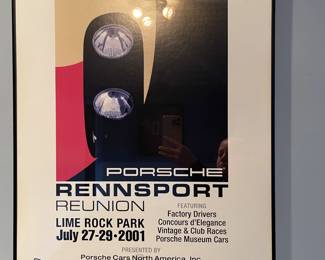 PORSCHE
RENNSPORT
REUNION
LIME ROCK PARK
July 27-29•2001
FEATURING
Factory Drivers
Concours d'Elegance
Vintage & Club Races
Porsche Museum Cars
PRESENTED BY
Porsche Cars North America, Inc.